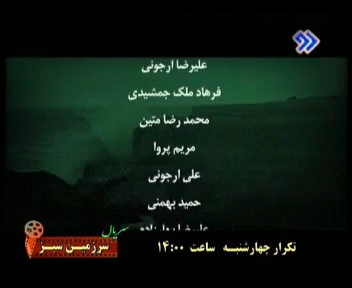 علیرضا ارجونی
فرهاد ملک جمشیدی
محمد رضا متین
مریم پروا
علی ارجونی
حمید بهمنی
علیرضا
سریال
سرزمین سبز
تکرار چهارشنبه ساعت ۱۴:۰۰